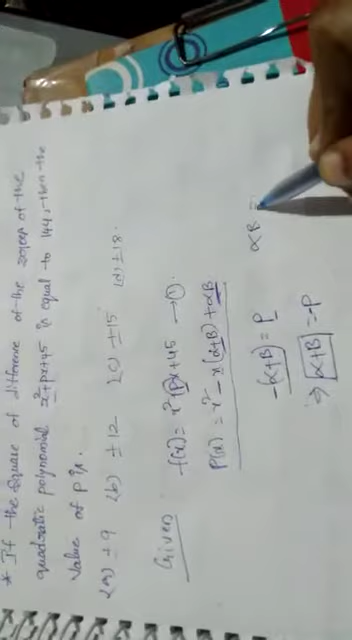 * If the square of difference of the zeroes of the
quadratic polynomial x²+px+45 is equal to 144, then the
value of P is.
(a) ±9 (b) ±12 (c) ±15 (d) ±18.
Given f(x) = x²+px+45 → ①.
P(x) = x² - x(α+β) + αβ
-(α+β) = P
⇒ α+β = -P
αβ =